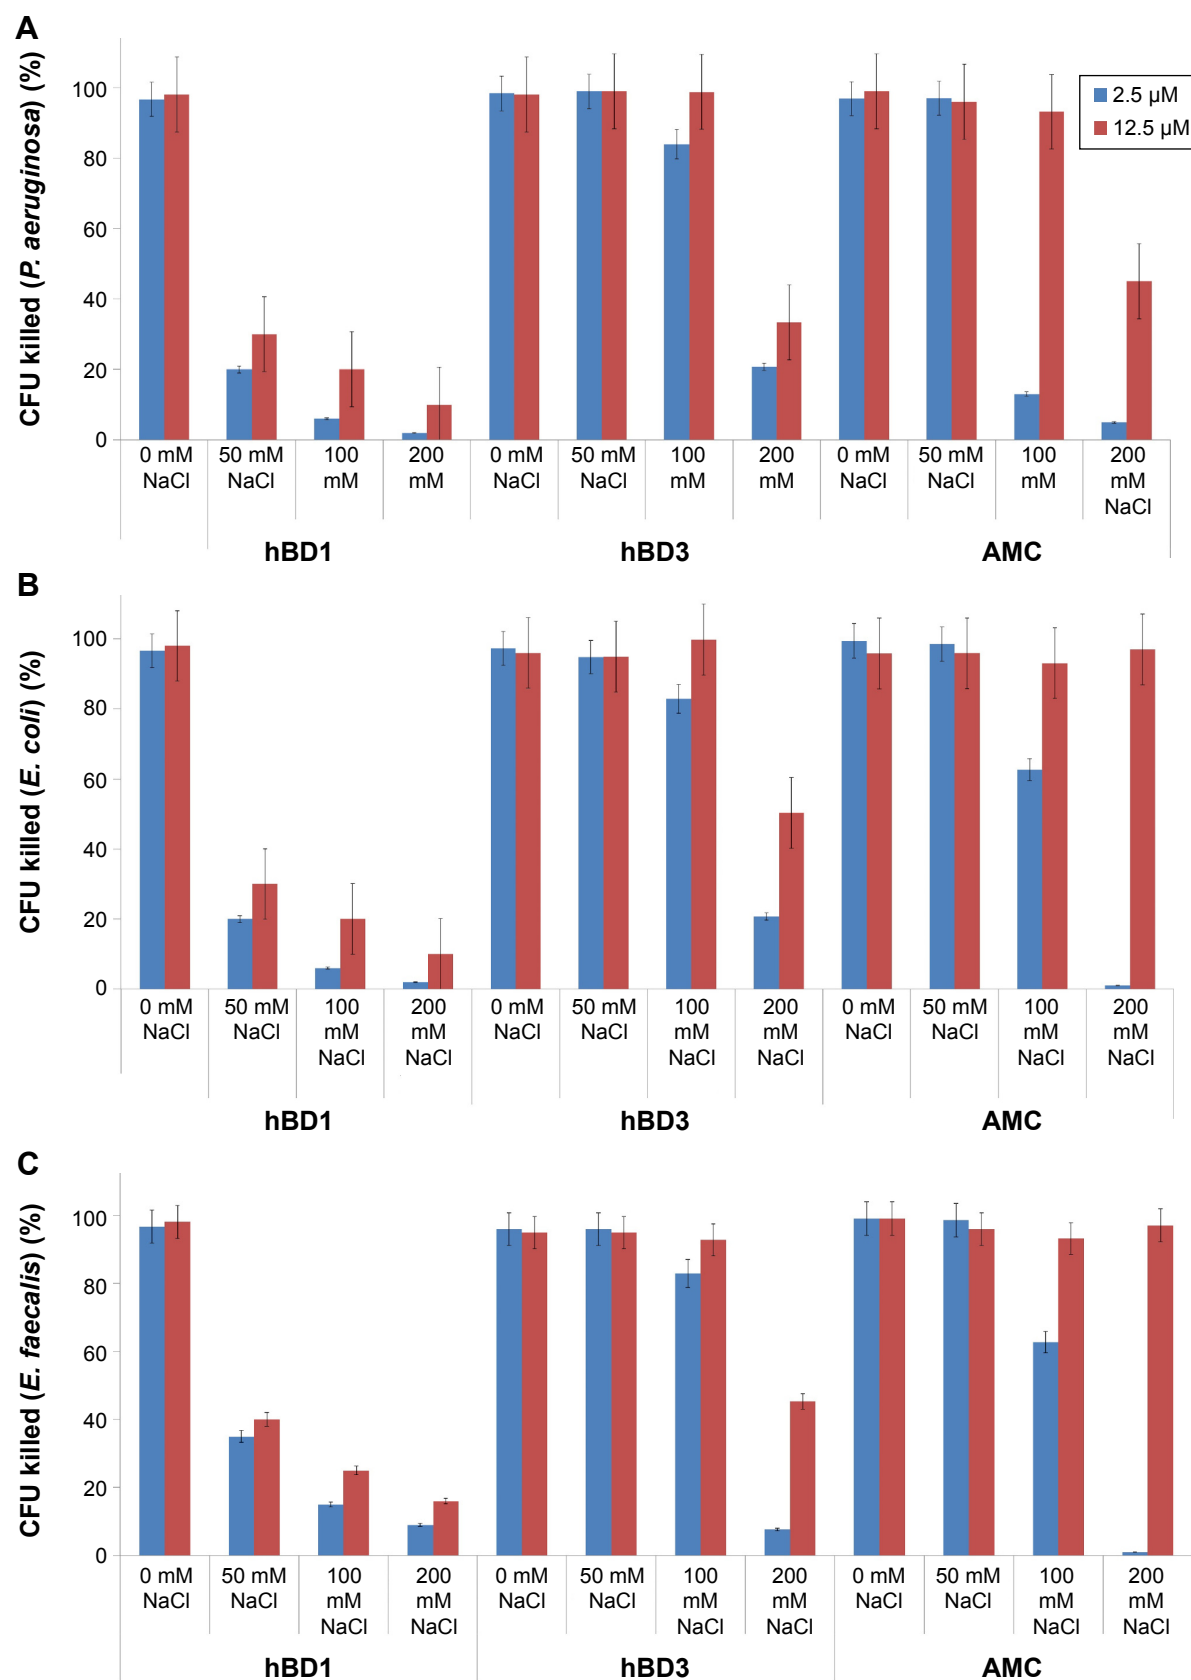 A
CFU killed (P. aeruginosa) (%)
100
80
60
40
20
0
2.5 µM
12.5 µM
0 mM 50 mM 100 200 0 mM 50 mM 100 200 0 mM 50 mM 100 200
NaCl NaCl mM mM NaCl NaCl mM mM NaCl NaCl mM mM
NaCl
hBD1 hBD3 AMC
B
CFU killed (E. coli) (%)
100
80
60
40
20
0
0 mM 50 mM 100 200 0 mM 50 mM 100 200 0 mM 50 mM 100 200
NaCl NaCl mM mM NaCl NaCl mM mM NaCl NaCl mM mM
NaCl NaCl NaCl NaCl NaCl NaCl
hBD1 hBD3 AMC
C
CFU killed (E. faecalis) (%)
100
80
60
40
20
0
0 mM 50 mM 100 200 0 mM 50 mM 100 200 0 mM 50 mM 100 200
NaCl NaCl mM mM NaCl NaCl mM mM NaCl NaCl mM mM
NaCl NaCl NaCl NaCl NaCl NaCl
hBD1 hBD3 AMC